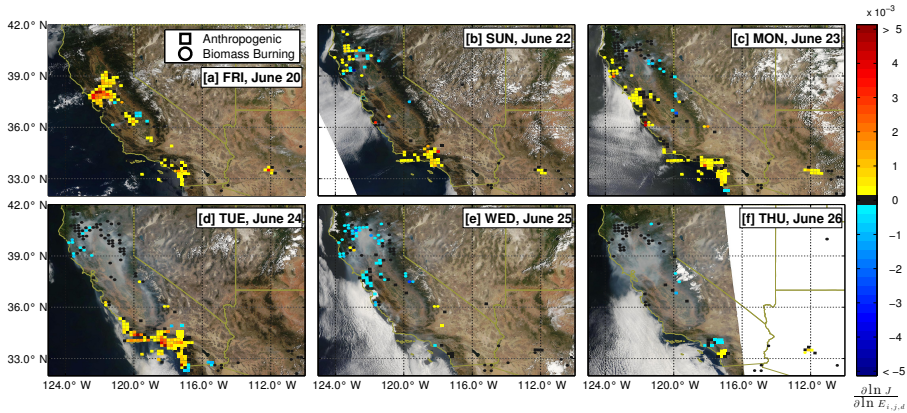 x 10⁻³
42.0° N
39.0° N
36.0° N
33.0° N
Anthropogenic
Biomass Burning
[a] FRI, June 20
[b] SUN, June 22
[c] MON, June 23
> 5
4
3
2
1
0
−1
−2
−3
−4
< −5
42.0° N
39.0° N
36.0° N
33.0° N
[d] TUE, June 24
[e] WED, June 25
[f] THU, June 26
124.0° W 120.0° W 116.0° W 112.0° W
124.0° W 120.0° W 116.0° W 112.0° W
124.0° W 120.0° W 116.0° W 112.0° W
∂ ln J
∂ ln E i,j,d